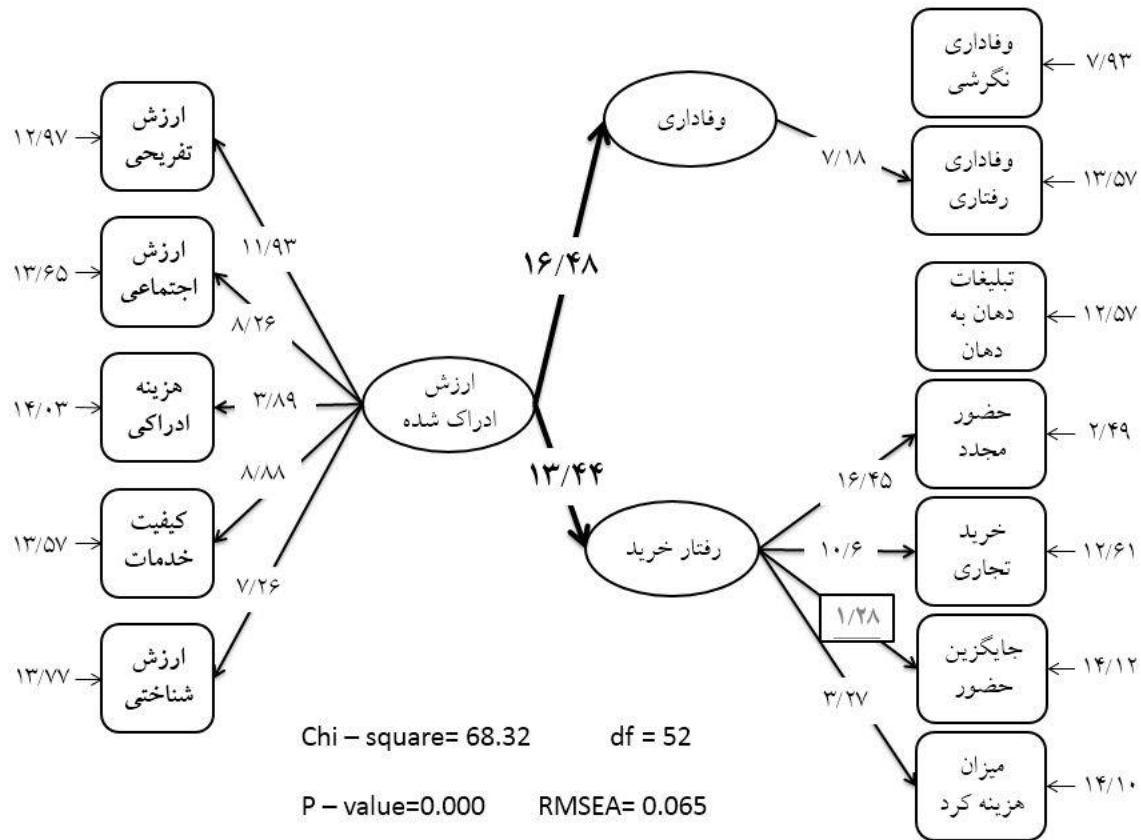 وفاداری
نگرشی
۷/۹۳
وفاداری
رفتاری
۱۳/۵۷
تبلیغات
دهان به
دهان
۱۲/۵۷
حضور
مجدد
۲/۴۹
خرید
تجاری
۱۲/۶۱
جایگزین
حضور
۱۴/۱۲
میزان
هزینه کرد
۱۴/۱۰
وفاداری
۷/۱۸
۱۶/۴۸
۱۳/۴۴
رفتار خرید
۱۶/۴۵
۱۰/۶
۱/۲۸
۳/۲۷
ارزش
ادراک شده
۱۱/۹۳
۸/۲۶
۳/۸۹
۸/۸۸
۷/۲۶
ارزش
تفریحی
۱۲/۹۷
ارزش
اجتماعی
۱۳/۶۵
هزینه
ادراکی
۱۴/۰۳
کیفیت
خدمات
۱۳/۵۷
ارزش
شناختی
۱۳/۷۷
Chi – square= 68.32 df = 52
P – value=0.000 RMSEA= 0.065